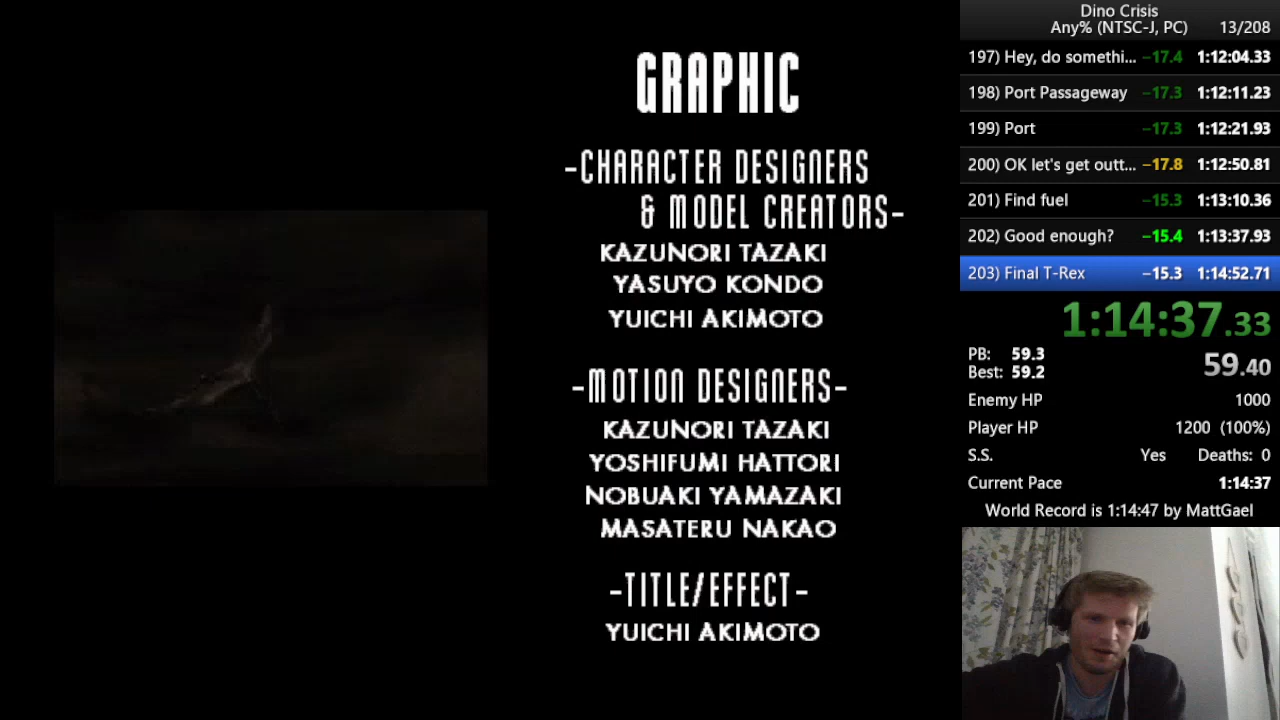 GRAPHIC
-CHARACTER DESIGNERS
& MODEL CREATORS-
KAZUNORI TAZAKI
YASUYO KONDO
YUICHI AKIMOTO
-MOTION DESIGNERS-
KAZUNORI TAZAKI
YOSHIFUMI HATTORI
NOBUAKI YAMAZAKI
MASATERU NAKAO
-TITLE/EFFECT-
YUICHI AKIMOTO
Dino Crisis
Any% (NTSC-J, PC) 13/208
197) Hey, do somethi... −17.4 1:12:04.33
198) Port Passageway −17.3 1:12:11.23
199) Port −17.3 1:12:21.93
200) OK let's get outt... −17.8 1:12:50.81
201) Find fuel −15.3 1:13:10.36
202) Good enough? −15.4 1:13:37.93
203) Final T-Rex −15.3 1:14:52.71
1:14:37.33
PB: 59.3
Best: 59.2
59.40
Enemy HP 1000
Player HP 1200 (100%)
S.S. Yes Deaths: 0
Current Pace 1:14:37
World Record is 1:14:47 by MattGael